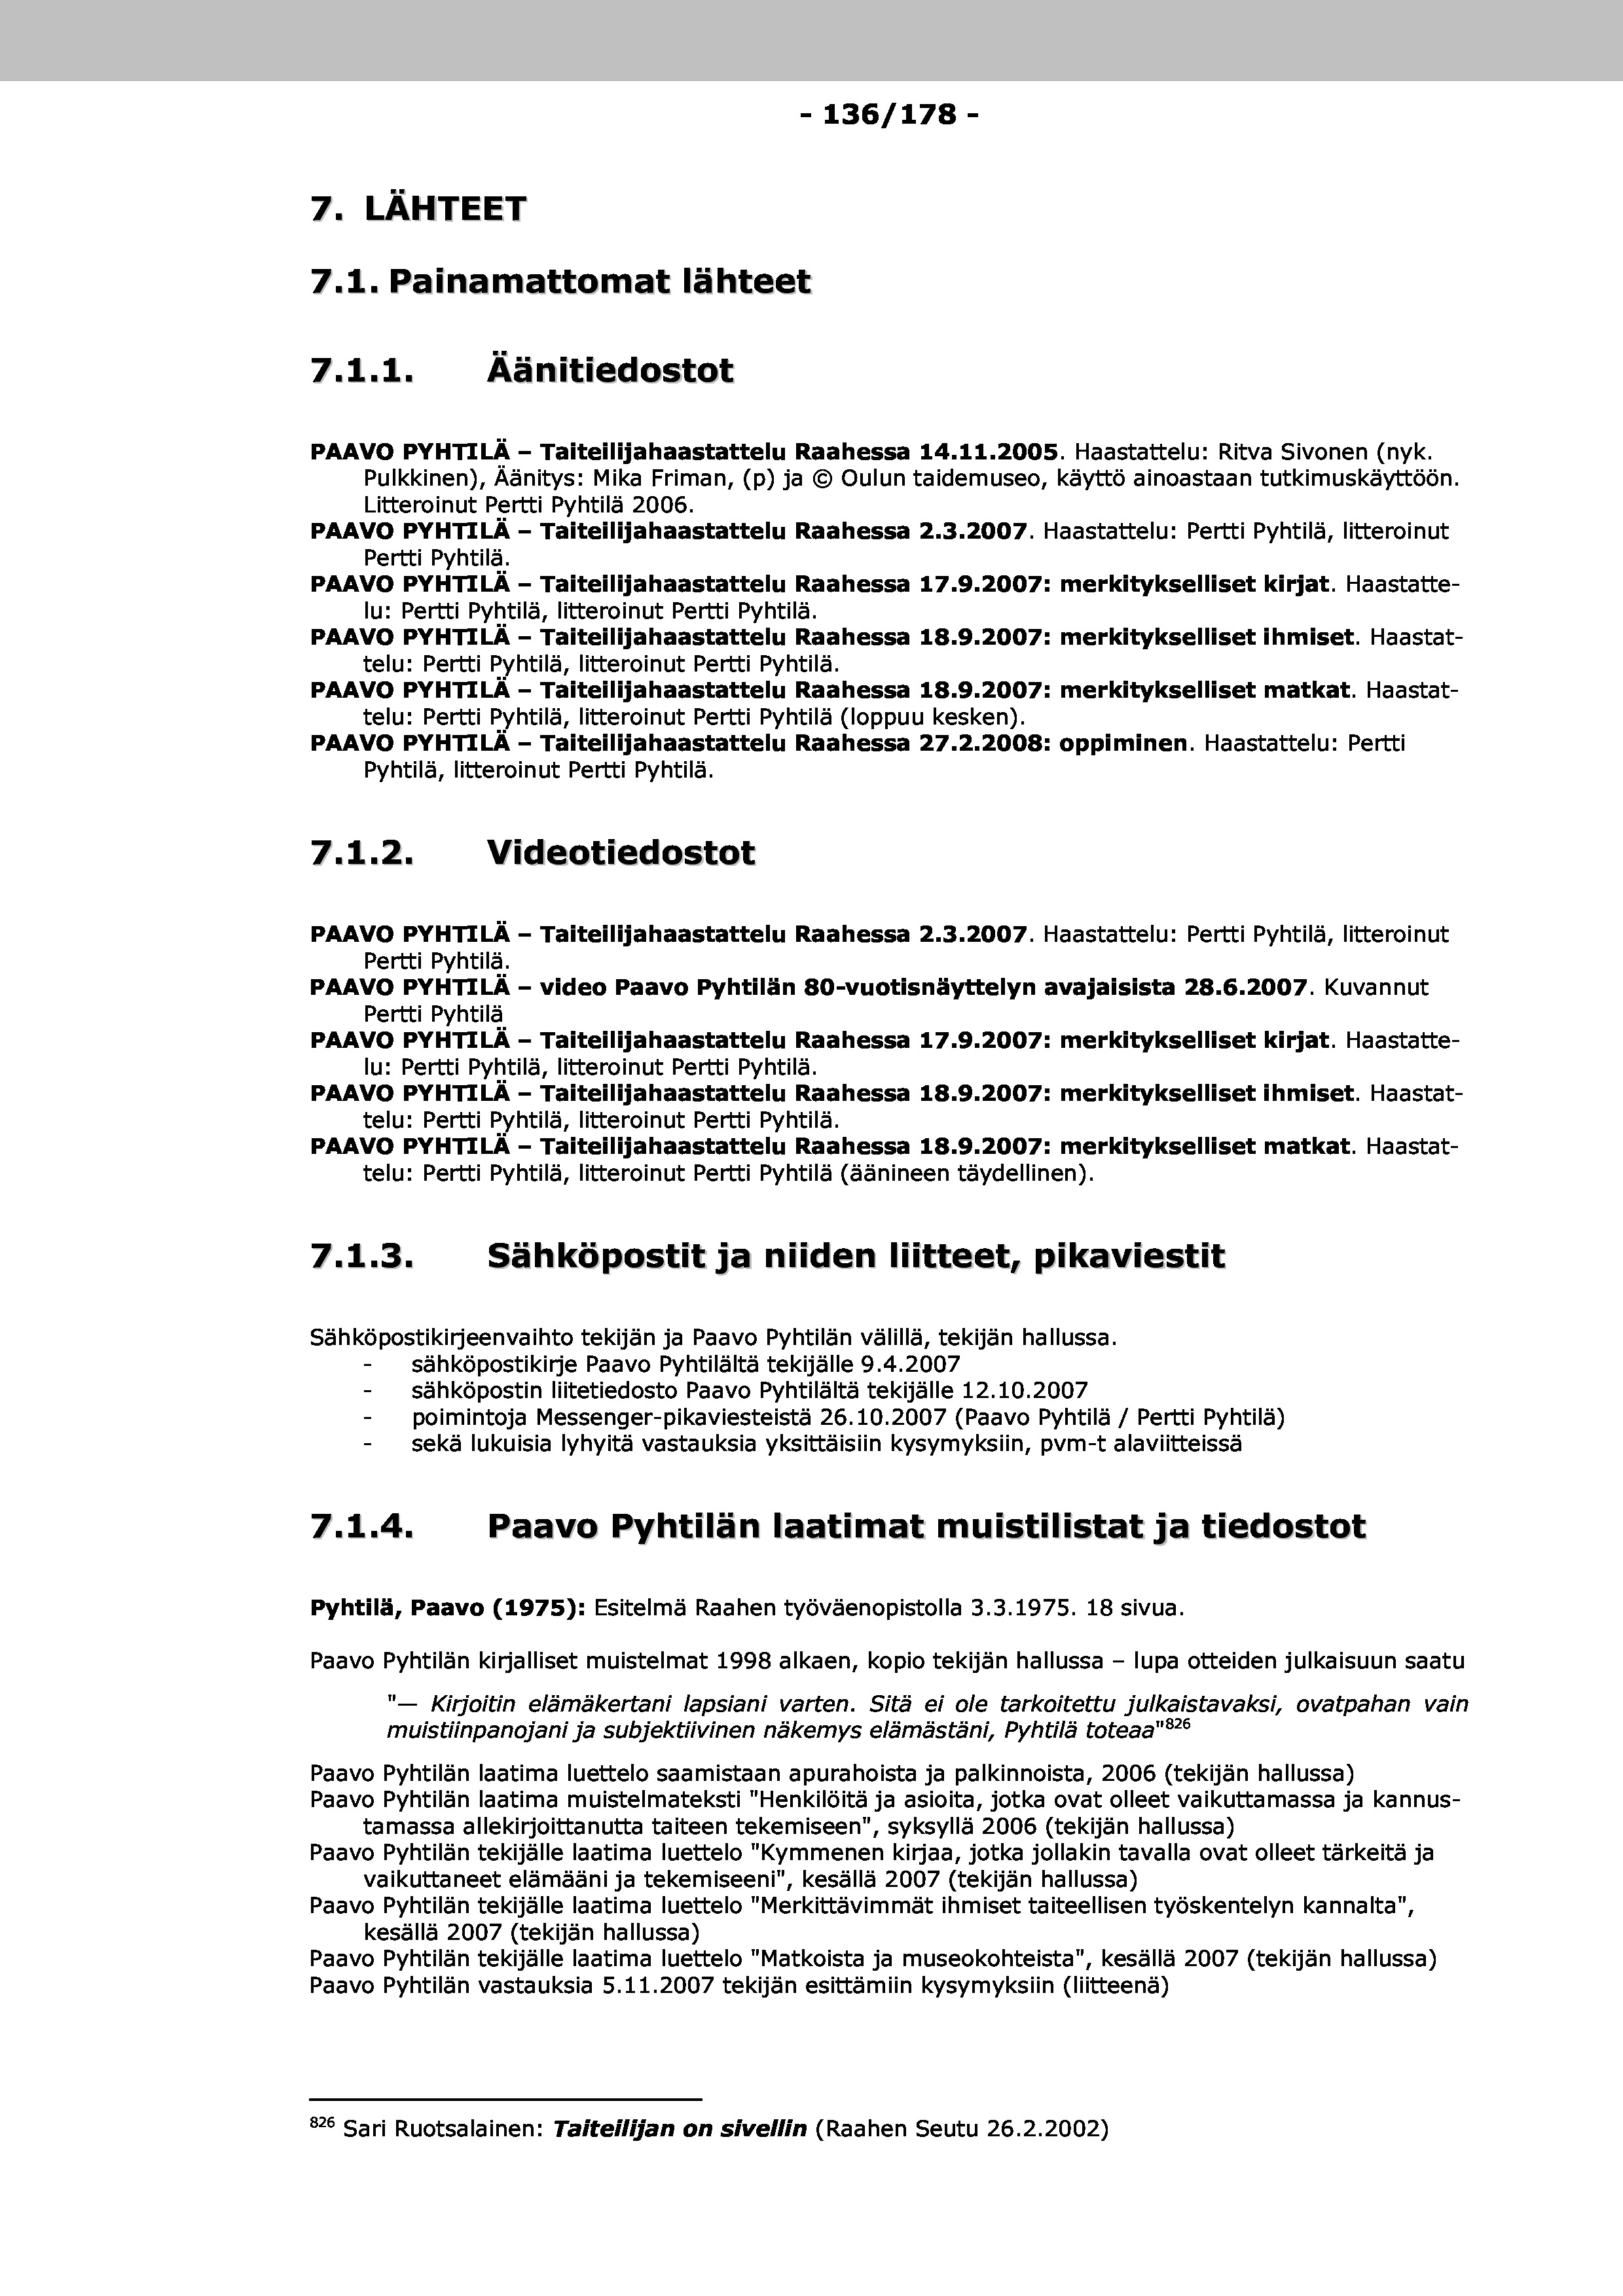 - 136/178 -
7. LÄHTEET
7.1. Painamattomat lähteet
7.1.1. Äänitiedostot
PAAVO PYHTILÄ – Taiteilijahaastattelu Raahessa 14.11.2005. Haastattelu: Ritva Sivonen (nyk.
Pulkkinen), Äänitys: Mika Friman, (p) ja © Oulun taidemuseo, käyttö ainoastaan tutkimuskäyttöön.
Litteroinut Pertti Pyhtilä 2006.
PAAVO PYHTILÄ – Taiteilijahaastattelu Raahessa 2.3.2007. Haastattelu: Pertti Pyhtilä, litteroinut
Pertti Pyhtilä.
PAAVO PYHTILÄ – Taiteilijahaastattelu Raahessa 17.9.2007: merkitykselliset kirjat. Haastatte-
lu: Pertti Pyhtilä, litteroinut Pertti Pyhtilä.
PAAVO PYHTILÄ – Taiteilijahaastattelu Raahessa 18.9.2007: merkitykselliset ihmiset. Haastat-
telu: Pertti Pyhtilä, litteroinut Pertti Pyhtilä.
PAAVO PYHTILÄ – Taiteilijahaastattelu Raahessa 18.9.2007: merkitykselliset matkat. Haastat-
telu: Pertti Pyhtilä, litteroinut Pertti Pyhtilä (loppuu kesken).
PAAVO PYHTILÄ – Taiteilijahaastattelu Raahessa 27.2.2008: oppiminen. Haastattelu: Pertti
Pyhtilä, litteroinut Pertti Pyhtilä.
7.1.2. Videotiedostot
PAAVO PYHTILÄ – Taiteilijahaastattelu Raahessa 2.3.2007. Haastattelu: Pertti Pyhtilä, litteroinut
Pertti Pyhtilä.
PAAVO PYHTILÄ – video Paavo Pyhtilän 80-vuotisnäyttelyn avajaisista 28.6.2007. Kuvannut
Pertti Pyhtilä
PAAVO PYHTILÄ – Taiteilijahaastattelu Raahessa 17.9.2007: merkitykselliset kirjat. Haastatte-
lu: Pertti Pyhtilä, litteroinut Pertti Pyhtilä.
PAAVO PYHTILÄ – Taiteilijahaastattelu Raahessa 18.9.2007: merkitykselliset ihmiset. Haastat-
telu: Pertti Pyhtilä, litteroinut Pertti Pyhtilä.
PAAVO PYHTILÄ – Taiteilijahaastattelu Raahessa 18.9.2007: merkitykselliset matkat. Haastat-
telu: Pertti Pyhtilä, litteroinut Pertti Pyhtilä (äänineen täydellinen).
7.1.3. Sähköpostit ja niiden liitteet, pikaviestit
Sähköpostikirjeenvaihto tekijän ja Paavo Pyhtilän välillä, tekijän hallussa.
- sähköpostikirje Paavo Pyhtilältä tekijälle 9.4.2007
- sähköpostin liitetiedosto Paavo Pyhtilältä tekijälle 12.10.2007
- poimintoja Messenger-pikaviesteistä 26.10.2007 (Paavo Pyhtilä / Pertti Pyhtilä)
- sekä lukuisia lyhyitä vastauksia yksittäisiin kysymyksiin, pvm-t alaviitteissä
7.1.4. Paavo Pyhtilän laatimat muistilistat ja tiedostot
Pyhtilä, Paavo (1975): Esitelmä Raahen työväenopistolla 3.3.1975. 18 sivua.
Paavo Pyhtilän kirjalliset muistelmat 1998 alkaen, kopio tekijän hallussa – lupa otteiden julkaisuun saatu
"— Kirjoitin elämäkertani lapsiani varten. Sitä ei ole tarkoitettu julkaistavaksi, ovatpahan vain
muistiinpanojani ja subjektiivinen näkemys elämästäni, Pyhtilä toteaa"826
Paavo Pyhtilän laatima luettelo saamistaan apurahoista ja palkinnoista, 2006 (tekijän hallussa)
Paavo Pyhtilän laatima muistelmateksti "Henkilöitä ja asioita, jotka ovat olleet vaikuttamassa ja kannus-
tamassa allekirjoittanutta taiteen tekemiseen", syksyllä 2006 (tekijän hallussa)
Paavo Pyhtilän tekijälle laatima luettelo "Kymmenen kirjaa, jotka jollakin tavalla ovat olleet tärkeitä ja
vaikuttaneet elämääni ja tekemiseeni", kesällä 2007 (tekijän hallussa)
Paavo Pyhtilän tekijälle laatima luettelo "Merkittävimmät ihmiset taiteellisen työskentelyn kannalta",
kesällä 2007 (tekijän hallussa)
Paavo Pyhtilän tekijälle laatima luettelo "Matkoista ja museokohteista", kesällä 2007 (tekijän hallussa)
Paavo Pyhtilän vastauksia 5.11.2007 tekijän esittämiin kysymyksiin (liitteenä)
826 Sari Ruotsalainen: Taiteilijan on sivellin (Raahen Seutu 26.2.2002)